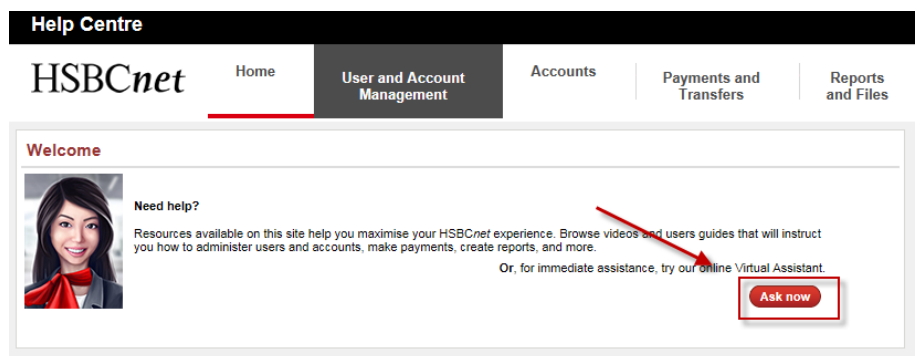 Help Centre
HSBCnet
Home
User and Account
Management
Accounts
Payments and
Transfers
Reports
and Files
Welcome
Need help?
Resources available on this site help you maximise your HSBCnet experience. Browse videos and users guides that will instruct
you how to administer users and accounts, make payments, create reports, and more.
Or, for immediate assistance, try our online Virtual Assistant.
Ask now